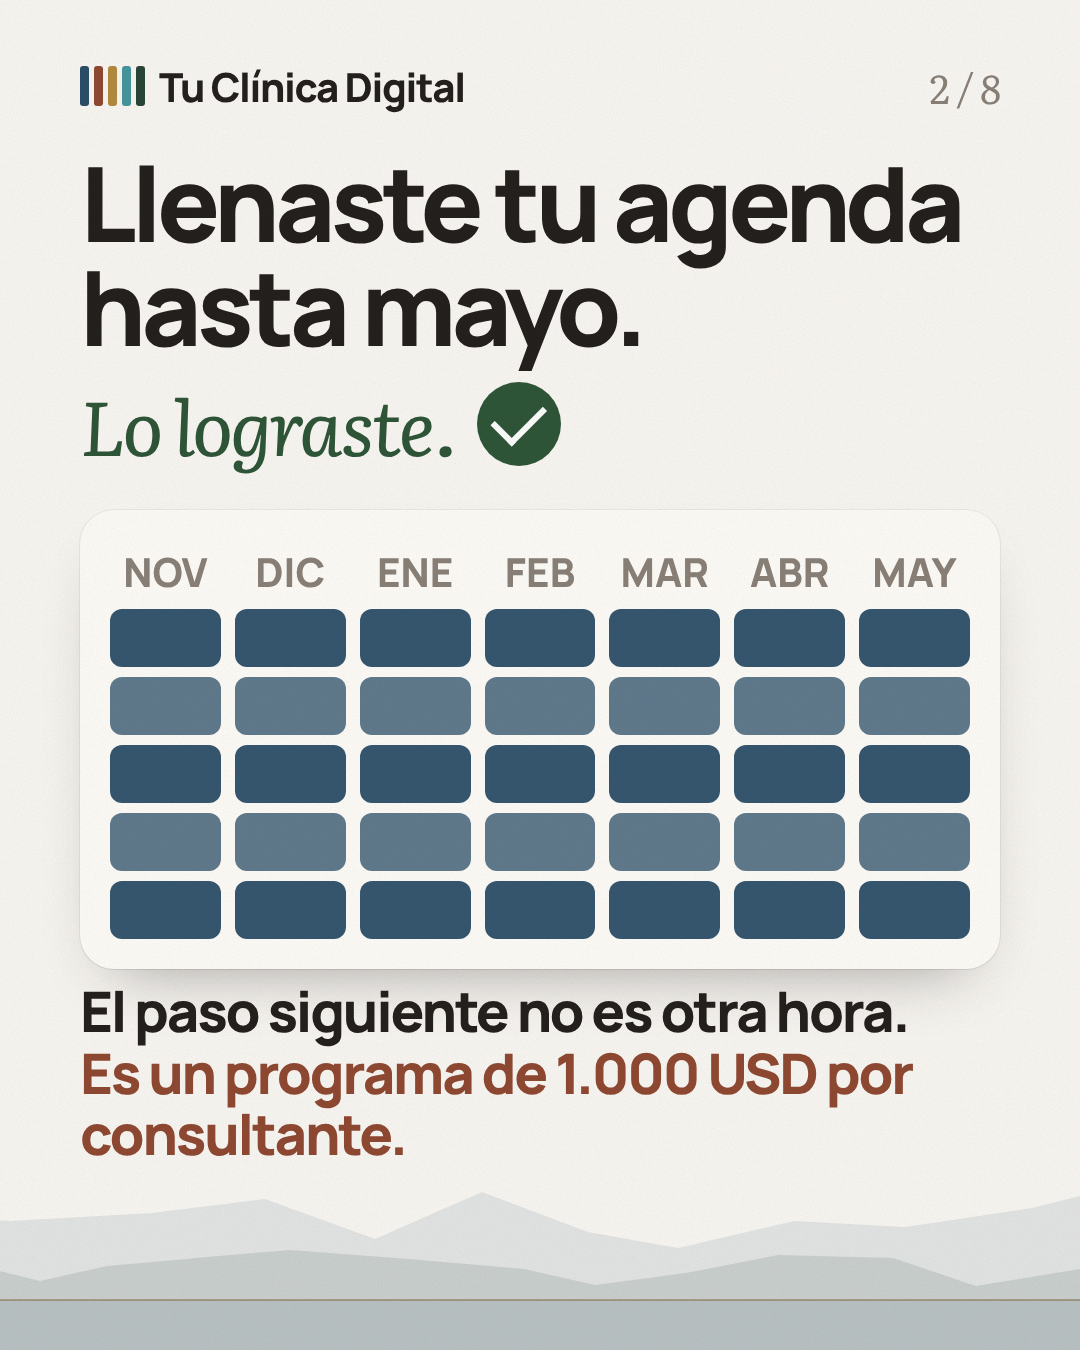 Tu Clínica Digital
2 / 8
Llenaste tu agenda
hasta mayo.
Lo lograste.
NOV DIC ENE FEB MAR ABR MAY
El paso siguiente no es otra hora.
Es un programa de 1.000 USD por
consultante.